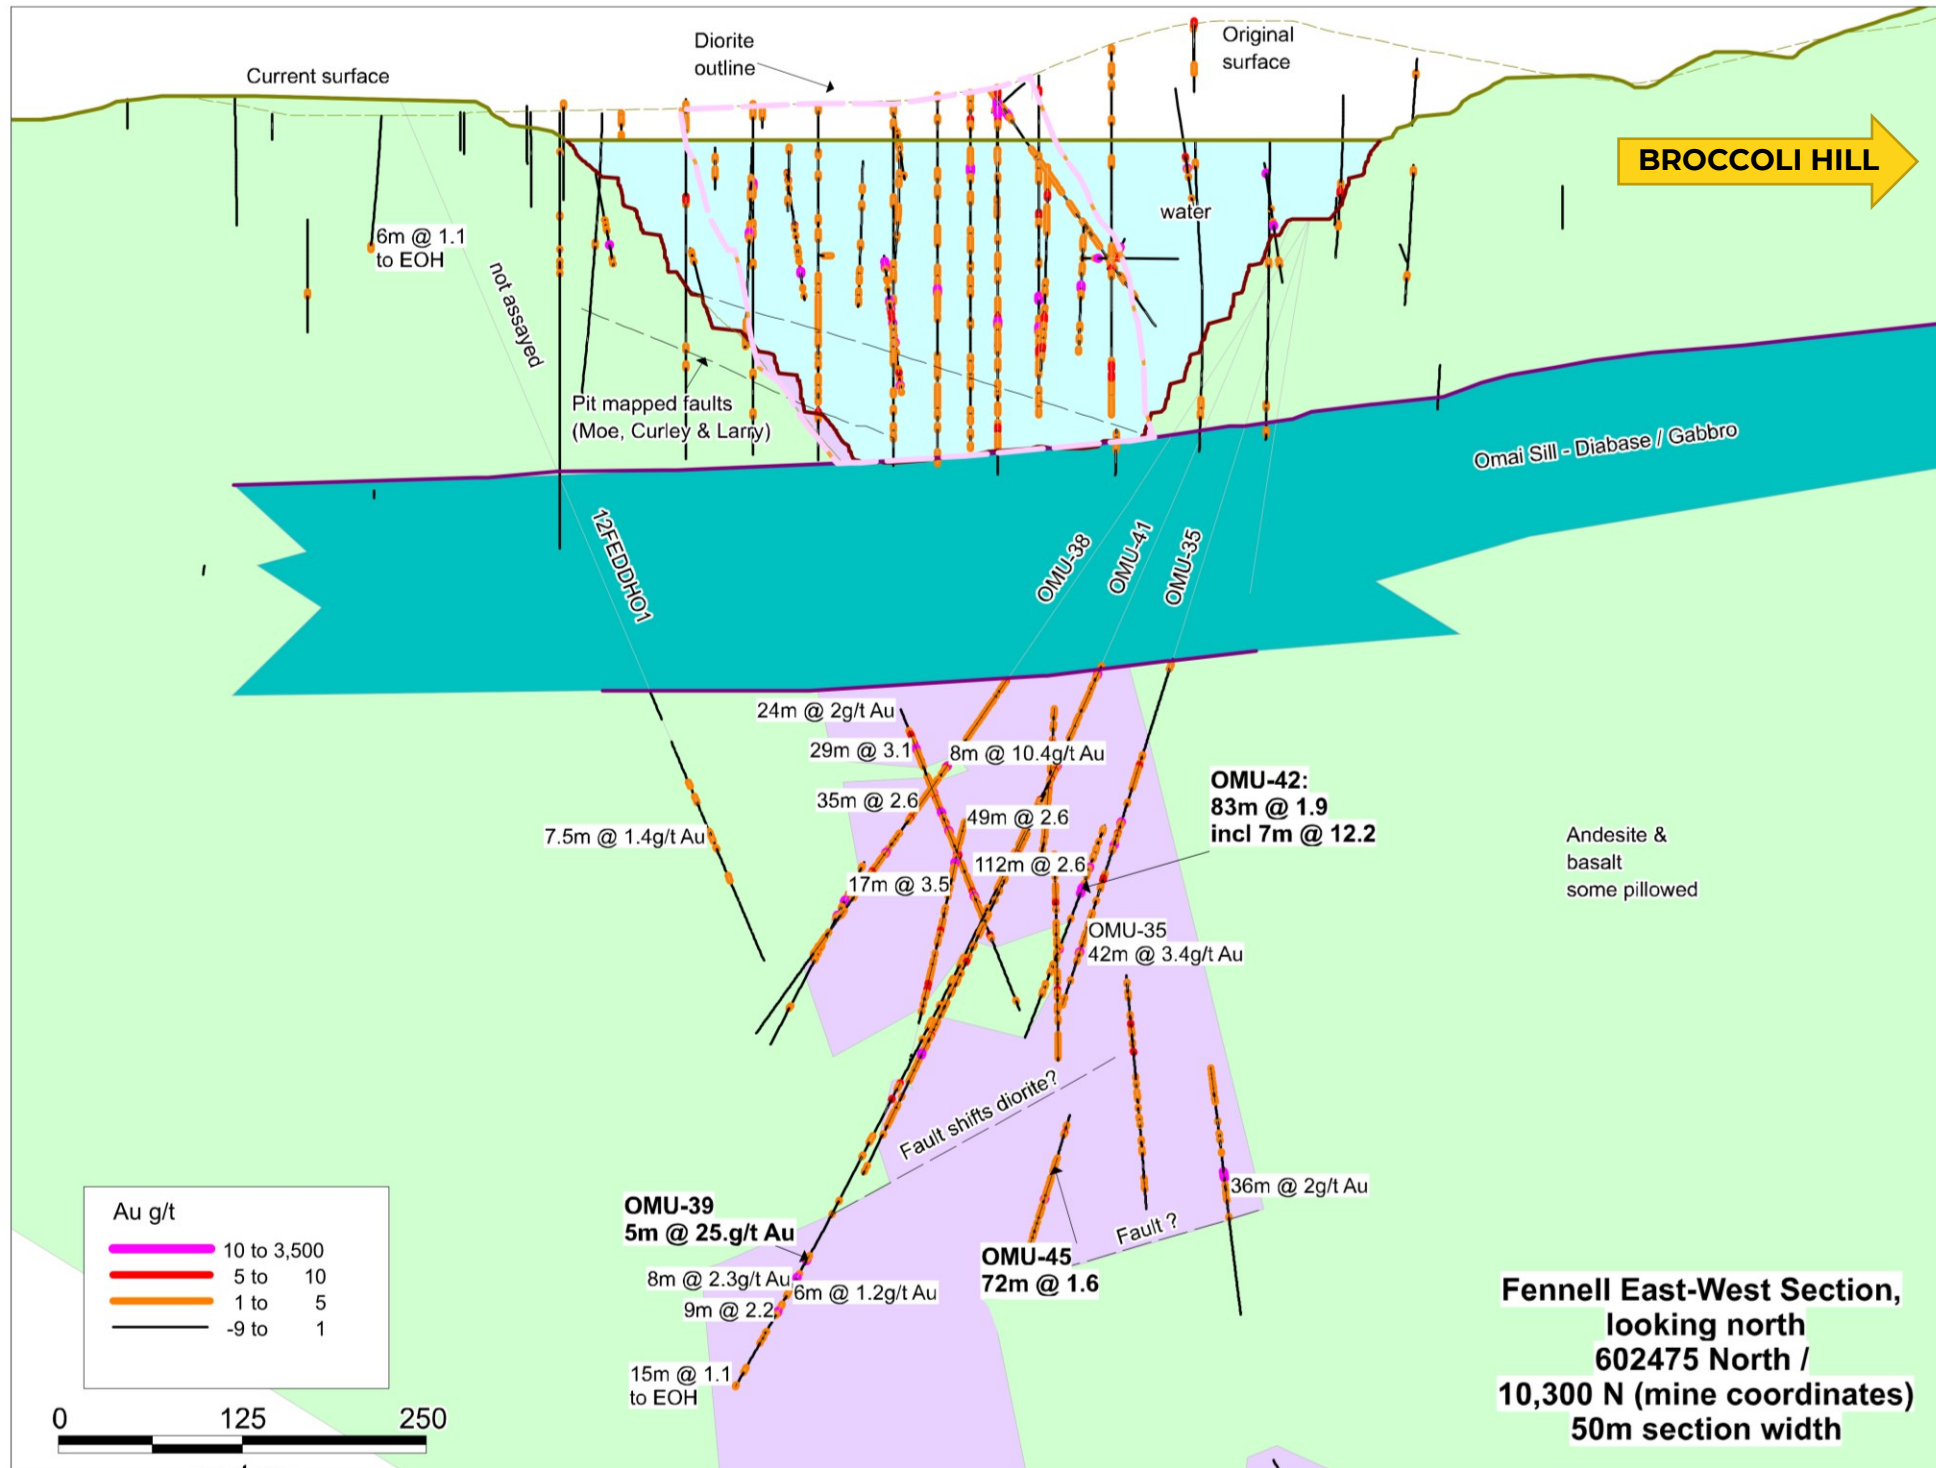 Diorite
outline
Original
surface
Current surface
BROCCOLI HILL
water
6m @ 1.1
to EOH
not assayed
Pit mapped faults
(Moe, Curley & Larry)
Omai Sill - Diabase / Gabbro
12FEDDHO1
OMU-38
OMU-41
OMU-35
24m @ 2g/t Au
29m @ 3.1
8m @ 10.4g/t Au
35m @ 2.6
49m @ 2.6
7.5m @ 1.4g/t Au
112m @ 2.6
17m @ 3.5
OMU-42:
83m @ 1.9
incl 7m @ 12.2
Andesite &
basalt
some pillowed
OMU-35
42m @ 3.4g/t Au
Fault shifts diorite?
36m @ 2g/t Au
Fault ?
OMU-39
5m @ 25.g/t Au
8m @ 2.3g/t Au
6m @ 1.2g/t Au
9m @ 2.2
15m @ 1.1
to EOH
OMU-45
72m @ 1.6
Au g/t
10 to 3,500
5 to 10
1 to 5
-9 to 1
0 125 250
Fennell East-West Section,
looking north
602475 North /
10,300 N (mine coordinates)
50m section width